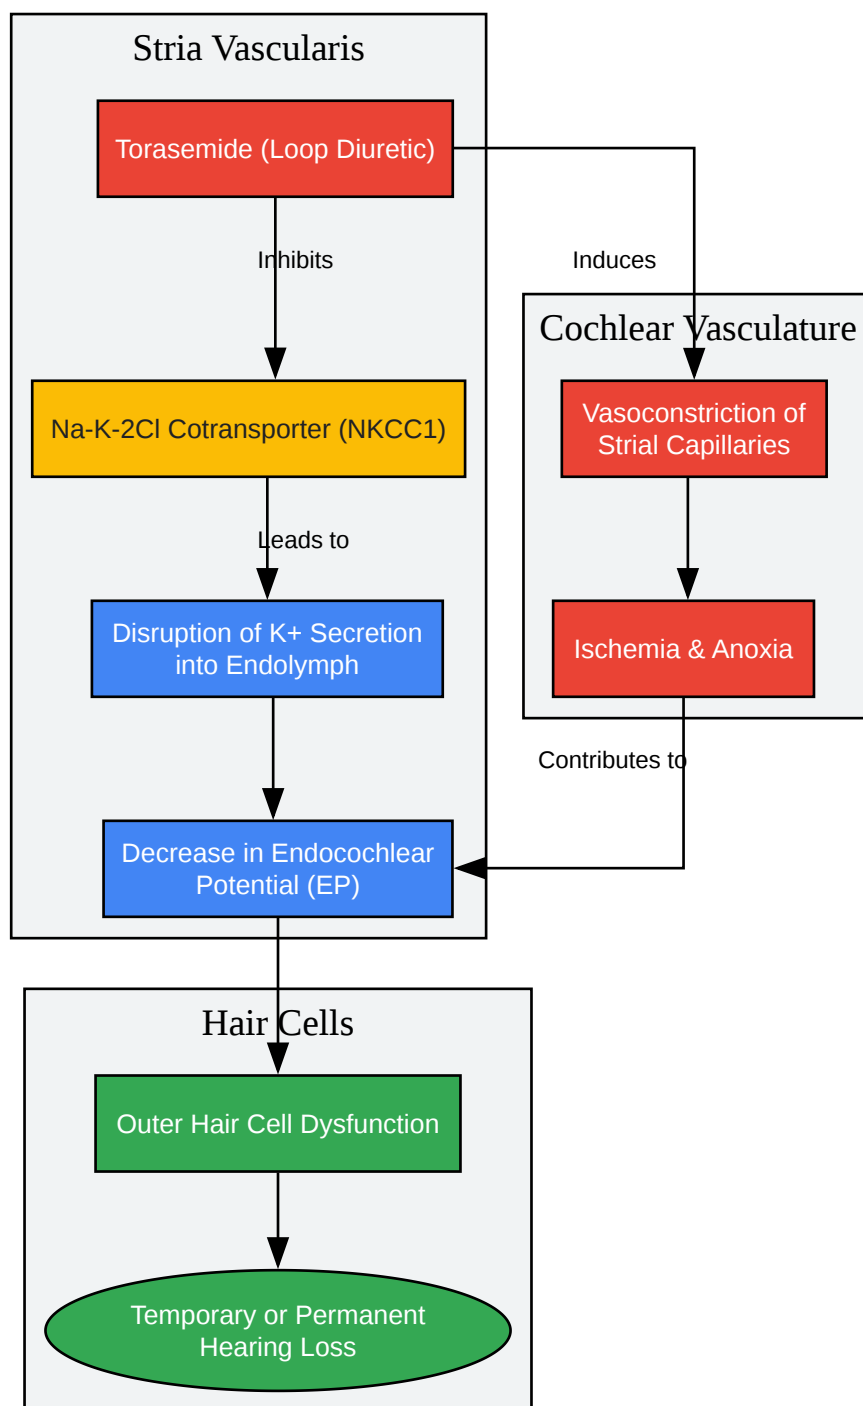 Stria Vascularis
Torasemide (Loop Diuretic)
Inhibits
Induces
Cochlear Vasculature
Na-K-2Cl Cotransporter (NKCC1)
Vasoconstriction of
Strial Capillaries
Leads to
Disruption of K+ Secretion
into Endolymph
Ischemia & Anoxia
Contributes to
Decrease in Endocochlear
Potential (EP)
Hair Cells
Outer Hair Cell Dysfunction
Temporary or Permanent
Hearing Loss